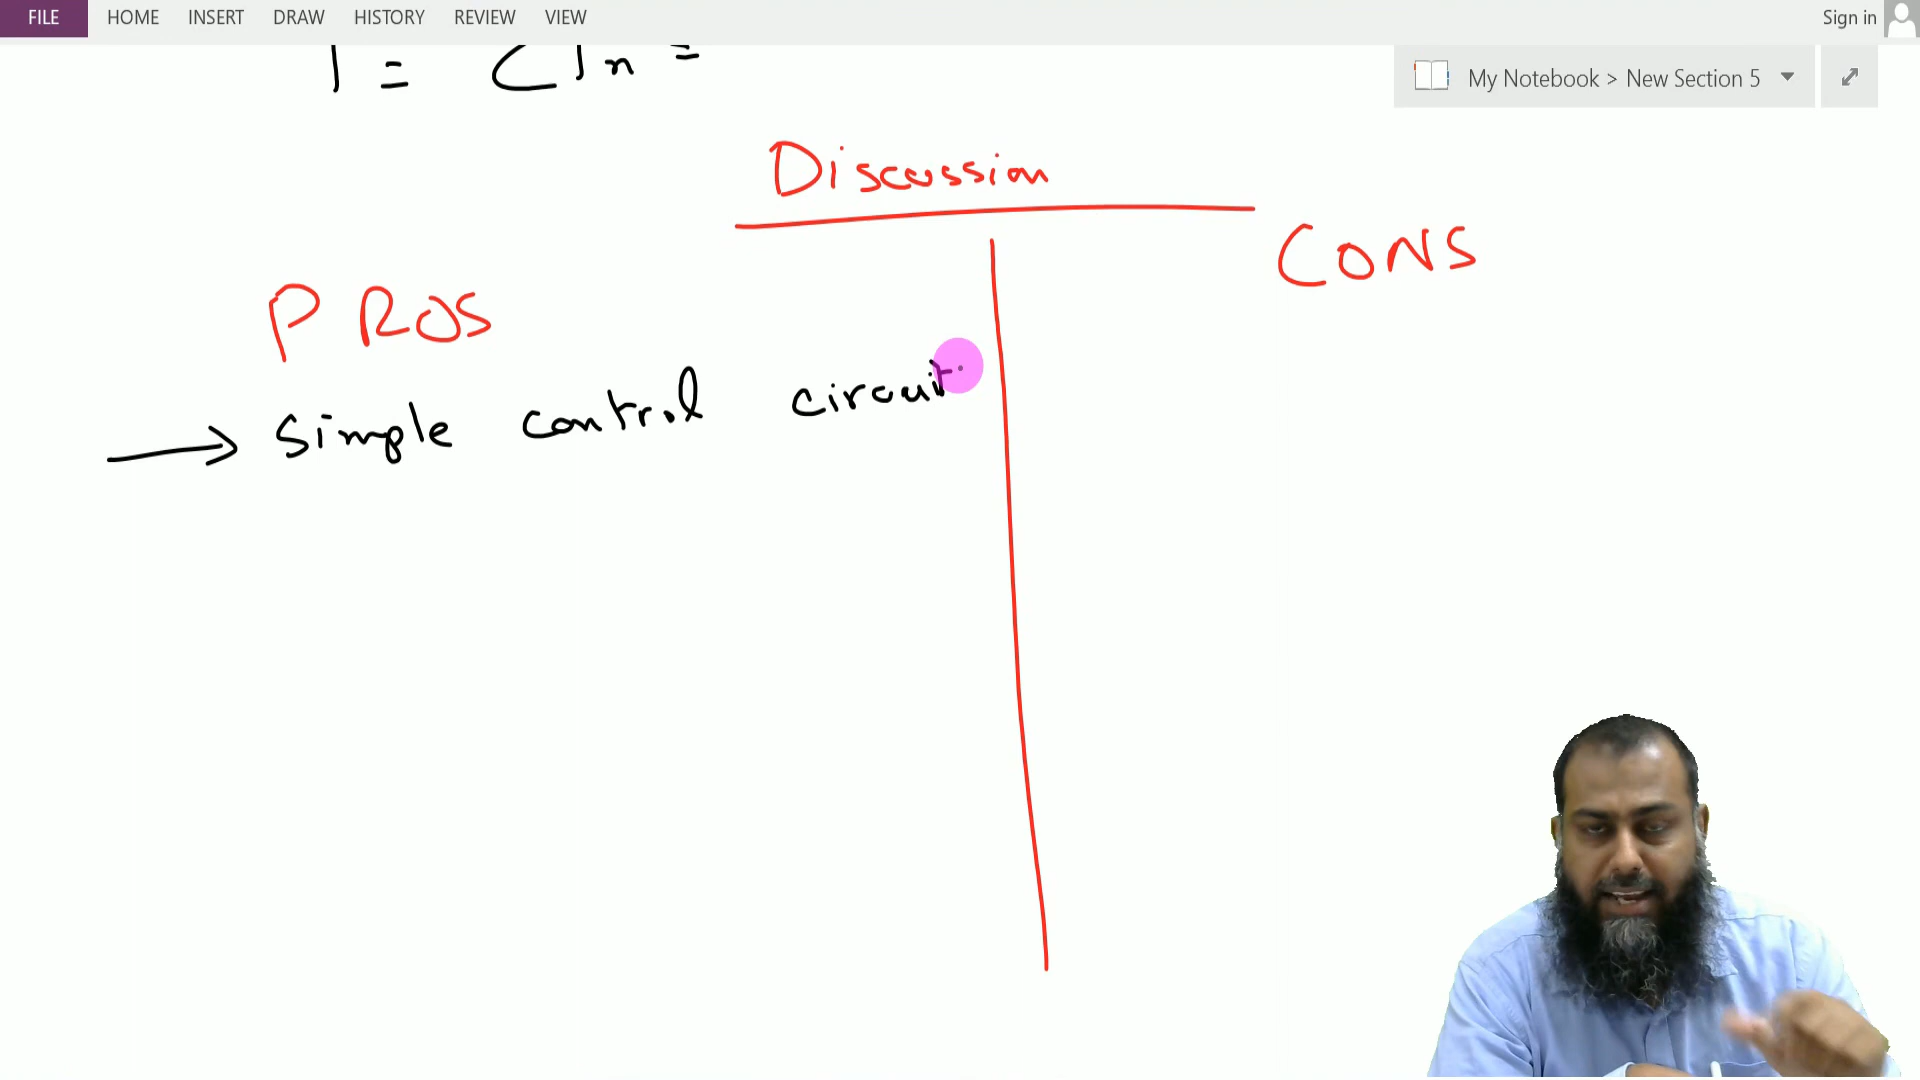 FILE HOME INSERT DRAW HISTORY REVIEW VIEW Sign in
My Notebook > New Section 5
Discussion
PROS
CONS
→ Simple control circuit